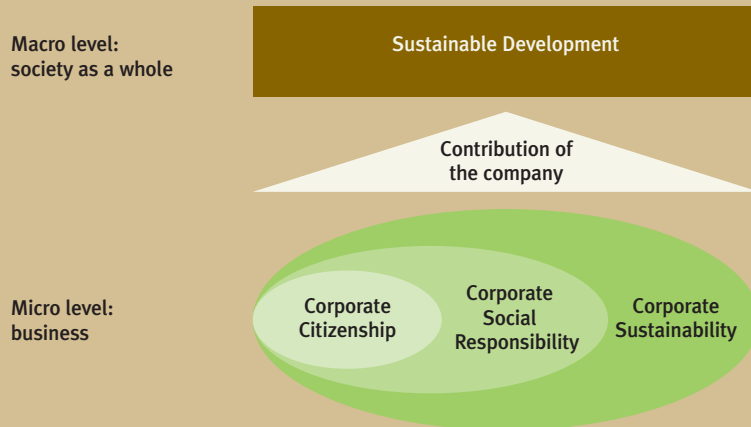 Macro level:
society as a whole
Sustainable Development
Contribution of
the company
Micro level:
business
Corporate
Citizenship
Corporate
Social
Responsibility
Corporate
Sustainability